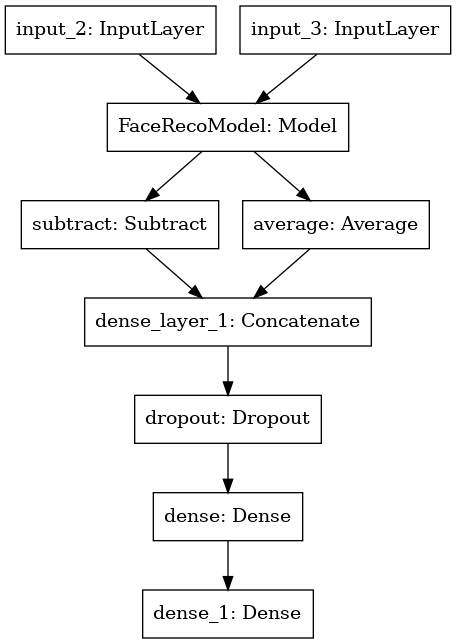 input_2: InputLayer
input_3: InputLayer
FaceRecoModel: Model
subtract: Subtract
average: Average
dense_layer_1: Concatenate
dropout: Dropout
dense: Dense
dense_1: Dense